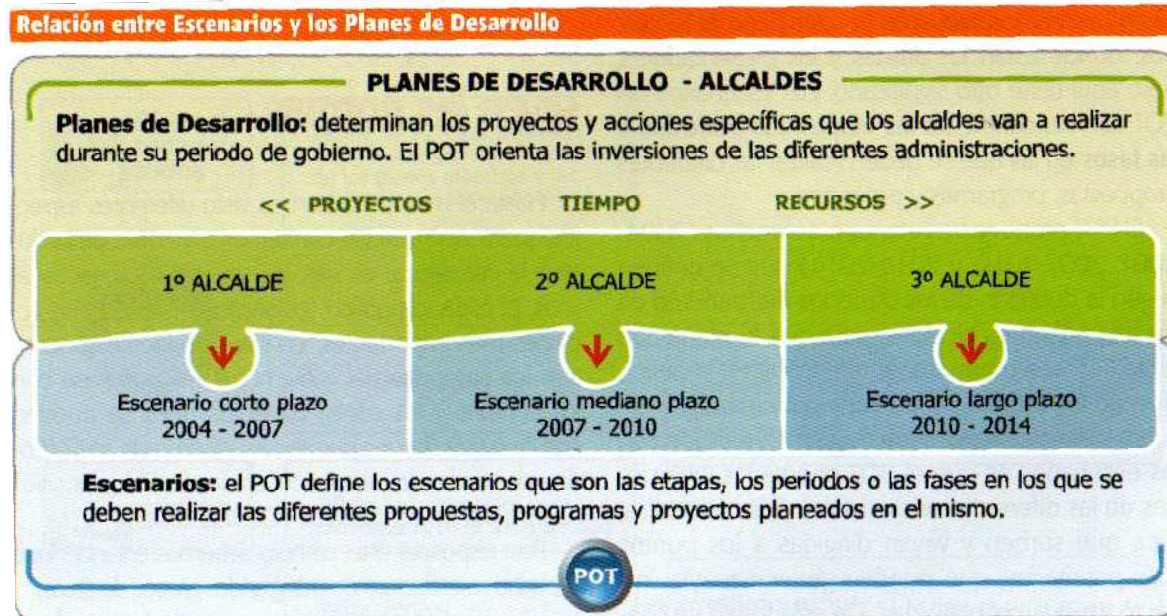 Relación entre Escenarios y los Planes de Desarrollo
PLANES DE DESARROLLO - ALCALDES
Planes de Desarrollo: determinan los proyectos y acciones específicas que los alcaldes van a realizar
durante su periodo de gobierno. El POT orienta las inversiones de las diferentes administraciones.
<< PROYECTOS TIEMPO RECURSOS >>
1º ALCALDE 2º ALCALDE 3º ALCALDE
Escenario corto plazo Escenario mediano plazo Escenario largo plazo
2004 - 2007 2007 - 2010 2010 - 2014
Escenarios: el POT define los escenarios que son las etapas, los periodos o las fases en los que se
deben realizar las diferentes propuestas, programas y proyectos planeados en el mismo.
POT